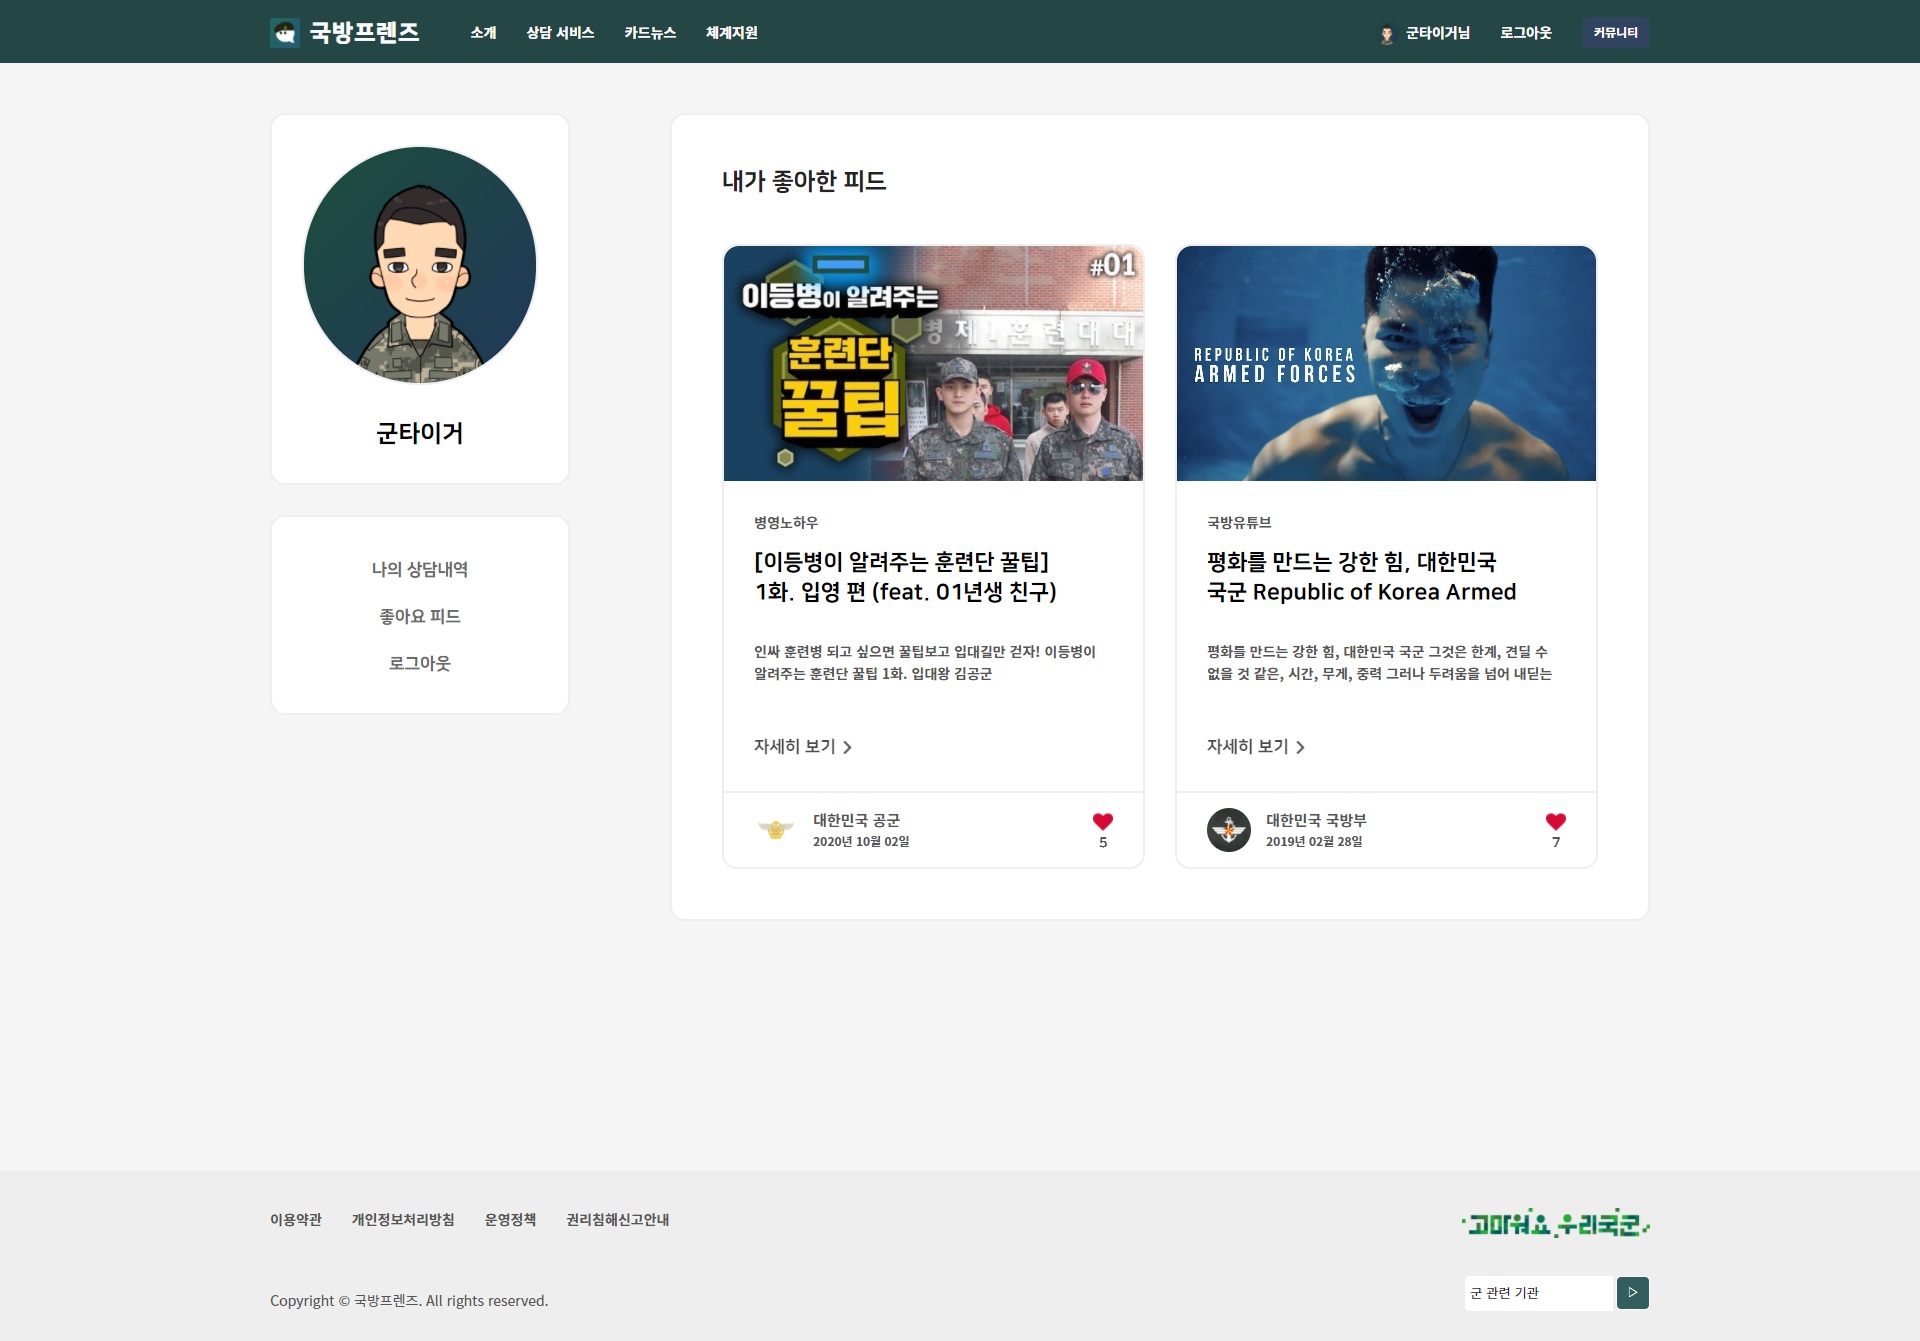 국방프렌즈
소개 상담 서비스 카드뉴스 체계지원
군타이거님 로그아웃 커뮤니티
군타이거
나의 상담내역
좋아요 피드
로그아웃
내가 좋아한 피드
#01
이등병이 알려주는
훈련단
꿀팁
병 제1훈련대대
병영노하우
[이등병이 알려주는 훈련단 꿀팁]
1화. 입영 편 (feat. 01년생 친구)
인싸 훈련병 되고 싶으면 꿀팁보고 입대길만 걷자! 이등병이
알려주는 훈련단 꿀팁 1화. 입대왕 김공군
자세히 보기
대한민국 공군
2020년 10월 02일
5
REPUBLIC OF KOREA
ARMED FORCES
국방유튜브
평화를 만드는 강한 힘, 대한민국
국군 Republic of Korea Armed
평화를 만드는 강한 힘, 대한민국 국군 그것은 한계, 견딜 수
없을 것 같은, 시간, 무게, 중력 그러나 두려움을 넘어 내딛는
자세히 보기
대한민국 국방부
2019년 02월 28일
7
이용약관 개인정보처리방침 운영정책 권리침해신고안내
고마워요 우리국군
Copyright © 국방프렌즈. All rights reserved.
군 관련 기관